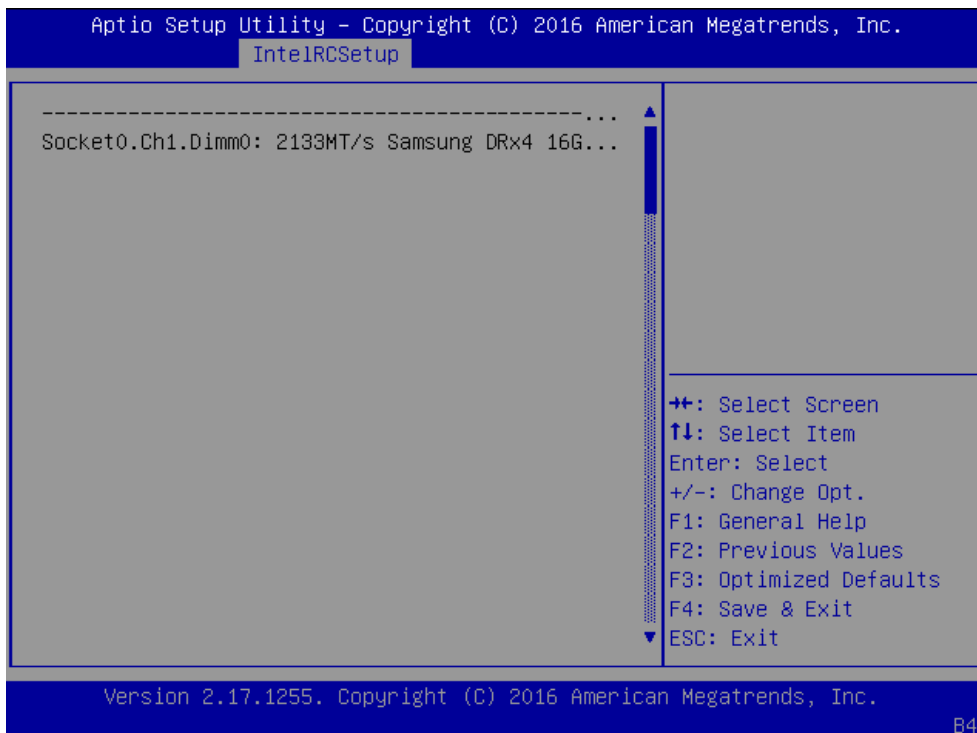 Aptio Setup Utility – Copyright (C) 2016 American Megatrends, Inc.
IntelRCSetup
--------------------------------------------...
Socket0.Ch1.Dimm0: 2133MT/s Samsung DRx4 16G...
→←: Select Screen
↑↓: Select Item
Enter: Select
+/-: Change Opt.
F1: General Help
F2: Previous Values
F3: Optimized Defaults
F4: Save & Exit
ESC: Exit
Version 2.17.1255. Copyright (C) 2016 American Megatrends, Inc.
B4